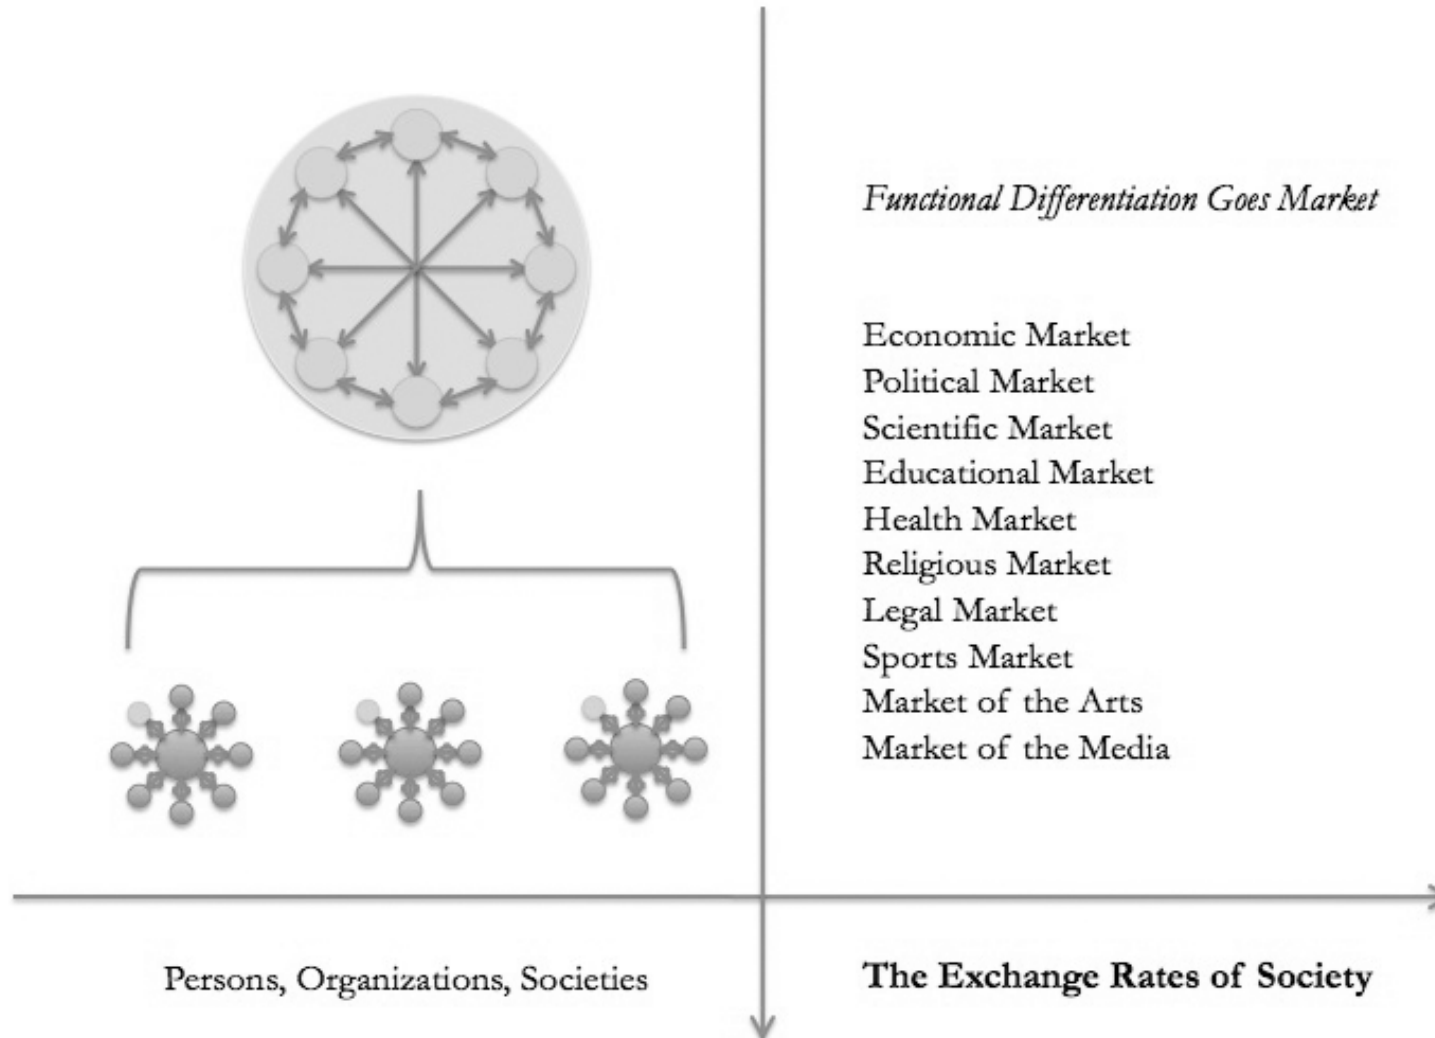 Functional Differentiation Goes Market
Economic Market
Political Market
Scientific Market
Educational Market
Health Market
Religious Market
Legal Market
Sports Market
Market of the Arts
Market of the Media
Persons, Organizations, Societies
The Exchange Rates of Society